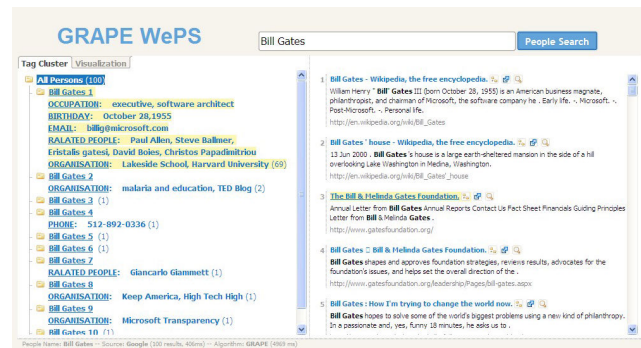 GRAPE WePS
Bill Gates
People Search
Tag Cluster Visualization
All Persons (100)
Bill Gates 1
OCCUPATION: executive, software architect
BIRTHDAY: October 28,1955
EMAIL: billg@microsoft.com
RALATED PEOPLE: Paul Allen, Steve Ballmer,
Eristalis gatesi, David Boies, Christos Papadimitriou
ORGANISATION: Lakeside School, Harvard University (69)
Bill Gates 2
ORGANISATION: malaria and education, TED Blog (2)
Bill Gates 3 (1)
Bill Gates 4
PHONE: 512-892-0336 (1)
Bill Gates 5 (1)
Bill Gates 6 (1)
Bill Gates 7
RALATED PEOPLE: Giancarlo Giammett (1)
Bill Gates 8
ORGANISATION: Keep America, High Tech High (1)
Bill Gates 9
ORGANISATION: Microsoft Transparency (1)
Bill Gates 10 (1)
1 Bill Gates - Wikipedia, the free encyclopedia.
William Henry " Bill" Gates III (born October 28, 1955) is an American business magnate,
philanthropist, and chairman of Microsoft, the software company he . Early life. -. Microsoft. -.
Post-Microsoft. -. Personal life.
http://en.wikipedia.org/wiki/Bill_Gates
2 Bill Gates ' house - Wikipedia, the free encyclopedia.
13 Jun 2000 . Bill Gates 's house is a large earth-sheltered mansion in the side of a hill
overlooking Lake Washington in Medina, Washington.
http://en.wikipedia.org/wiki/Bill_Gates'_house
3 The Bill & Melinda Gates Foundation.
Annual Letter from Bill Gates Annual Reports Contact Us Fact Sheet Financials Guiding Principles
Letter from Bill & Melinda Gates .
http://www.gatesfoundation.org/
4 Bill Gates Bill & Melinda Gates Foundation.
Bill Gates shapes and approves foundation strategies, reviews results, advocates for the
foundation's issues, and helps set the overall direction of the .
http://www.gatesfoundation.org/leadership/Pages/bill-gates.aspx
5 Bill Gates : How I'm trying to change the world now.
Bill Gates hopes to solve some of the world's biggest problems using a new kind of philanthropy.
In a passionate and, yes, funny 18 minutes, he asks us to .
People Name: Bill Gates -- Source: Google (100 results, 406ms) -- Algorithm: GRAPE (4969 ms)